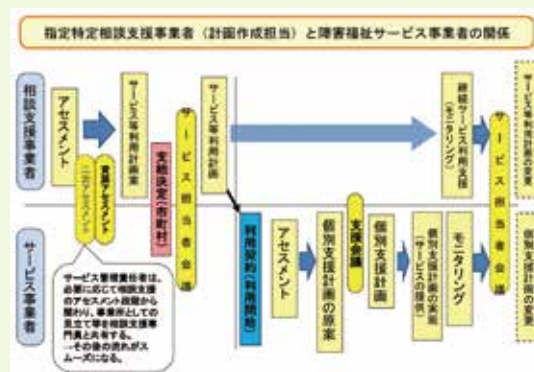 指定特定相談支援事業者(計画作成担当)と障害福祉サービス事業者の関係
相談支援事業者
アセスメント
サービス等利用計画案
支給決定(市町村)
サービス担当者会議
サービス等利用計画
継続サービス利用支援
(モニタリング)
サービス担当者会議
サービス等利用計画の変更
二次アセスメント
サービス事業者
サービス管理責任者は、
必要に応じて相談支援
のアセスメント段階から
関わり、事業所としての
見立て等を相談支援専
門員と共有する。
→その後の流れがス
ムーズになる。
利用契約(利用開始)
アセスメント
個別支援計画の原案
支援会議
個別支援計画
個別支援計画の実施
(サービスの提供)
モニタリング
個別支援計画の変更